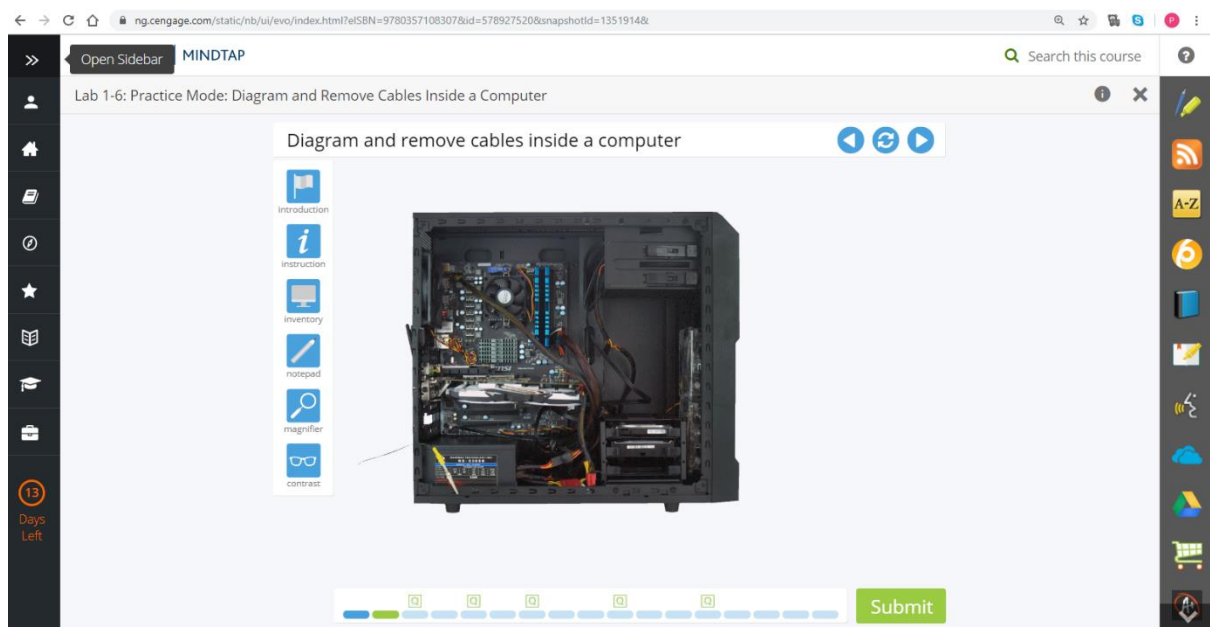 ng.cengage.com/static/nb/ui/evo/index.html?eISBN=9780357108307&id=578927520&snapshotId=1351914&
Open Sidebar
MINDTAP
Search this course
Lab 1-6: Practice Mode: Diagram and Remove Cables Inside a Computer
Diagram and remove cables inside a computer
introduction
instruction
inventory
notepad
magnifier
contrast
A-Z
13
Days
Left
Q Q Q Q Q
Submit